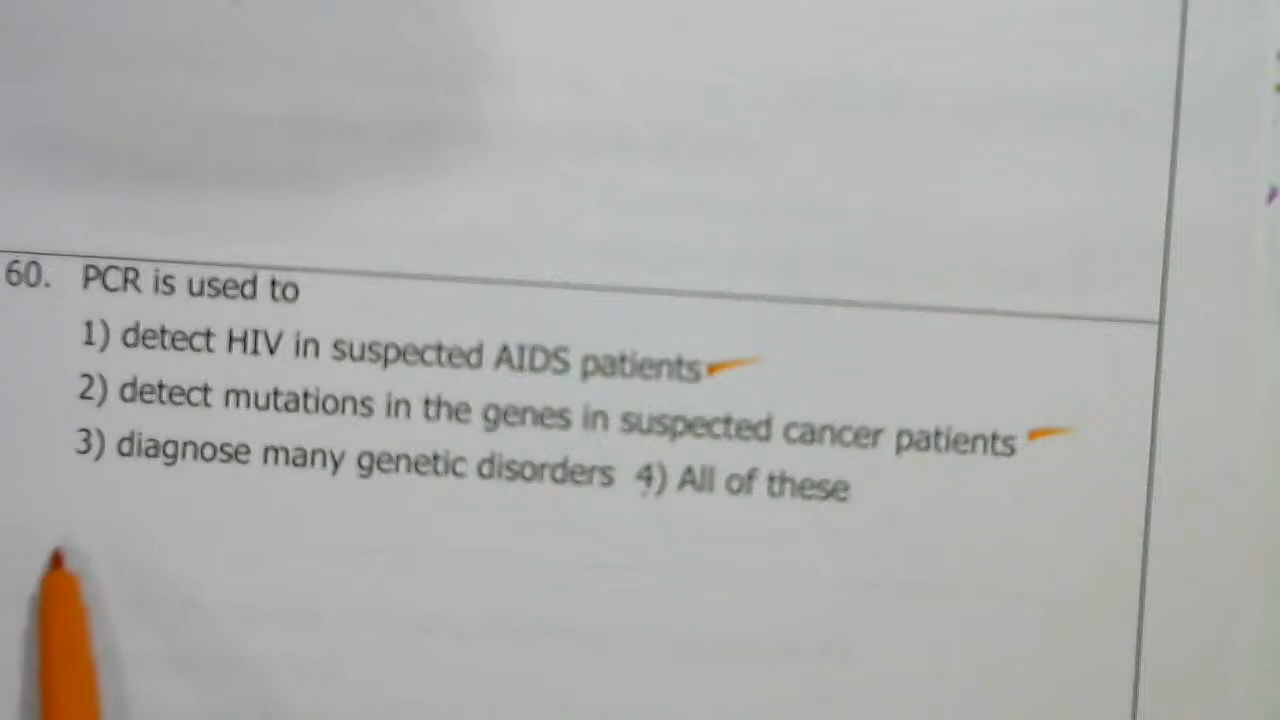 60. PCR is used to
1) detect HIV in suspected AIDS patients
2) detect mutations in the genes in suspected cancer patients
3) diagnose many genetic disorders 4) All of these